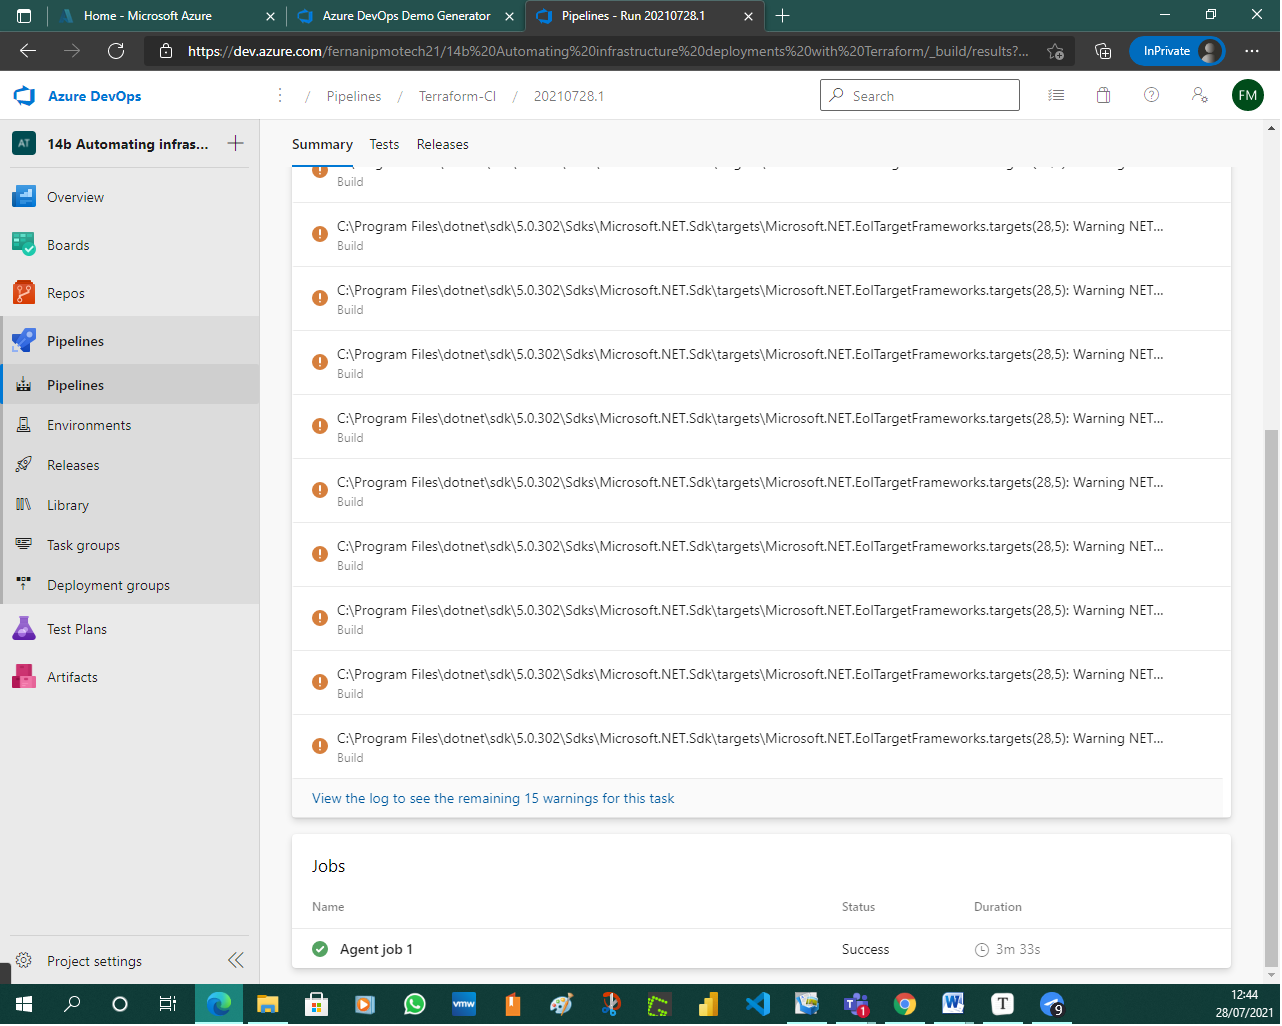 Home - Microsoft Azure
Azure DevOps Demo Generator
Pipelines - Run 20210728.1
https://dev.azure.com/fernanipmotech21/14b%20Automating%20infrastructure%20deployments%20with%20Terraform/_build/results?...
InPrivate
Azure DevOps
/ Pipelines / Terraform-CI / 20210728.1
Search
FM
AT
14b Automating infras...
Overview
Boards
Repos
Pipelines
Pipelines
Environments
Releases
Library
Task groups
Deployment groups
Test Plans
Artifacts
Project settings
Summary
Tests
Releases
Build
C:\Program Files\dotnet\sdk\5.0.302\Sdks\Microsoft.NET.Sdk\targets\Microsoft.NET.EolTargetFrameworks.targets(28,5): Warning NET...
Build
C:\Program Files\dotnet\sdk\5.0.302\Sdks\Microsoft.NET.Sdk\targets\Microsoft.NET.EolTargetFrameworks.targets(28,5): Warning NET...
Build
C:\Program Files\dotnet\sdk\5.0.302\Sdks\Microsoft.NET.Sdk\targets\Microsoft.NET.EolTargetFrameworks.targets(28,5): Warning NET...
Build
C:\Program Files\dotnet\sdk\5.0.302\Sdks\Microsoft.NET.Sdk\targets\Microsoft.NET.EolTargetFrameworks.targets(28,5): Warning NET...
Build
C:\Program Files\dotnet\sdk\5.0.302\Sdks\Microsoft.NET.Sdk\targets\Microsoft.NET.EolTargetFrameworks.targets(28,5): Warning NET...
Build
C:\Program Files\dotnet\sdk\5.0.302\Sdks\Microsoft.NET.Sdk\targets\Microsoft.NET.EolTargetFrameworks.targets(28,5): Warning NET...
Build
C:\Program Files\dotnet\sdk\5.0.302\Sdks\Microsoft.NET.Sdk\targets\Microsoft.NET.EolTargetFrameworks.targets(28,5): Warning NET...
Build
C:\Program Files\dotnet\sdk\5.0.302\Sdks\Microsoft.NET.Sdk\targets\Microsoft.NET.EolTargetFrameworks.targets(28,5): Warning NET...
Build
C:\Program Files\dotnet\sdk\5.0.302\Sdks\Microsoft.NET.Sdk\targets\Microsoft.NET.EolTargetFrameworks.targets(28,5): Warning NET...
Build
View the log to see the remaining 15 warnings for this task
Jobs
Name
Status
Duration
Agent job 1
Success
3m 33s
vmw
1
T
9
12:44
28/07/2021